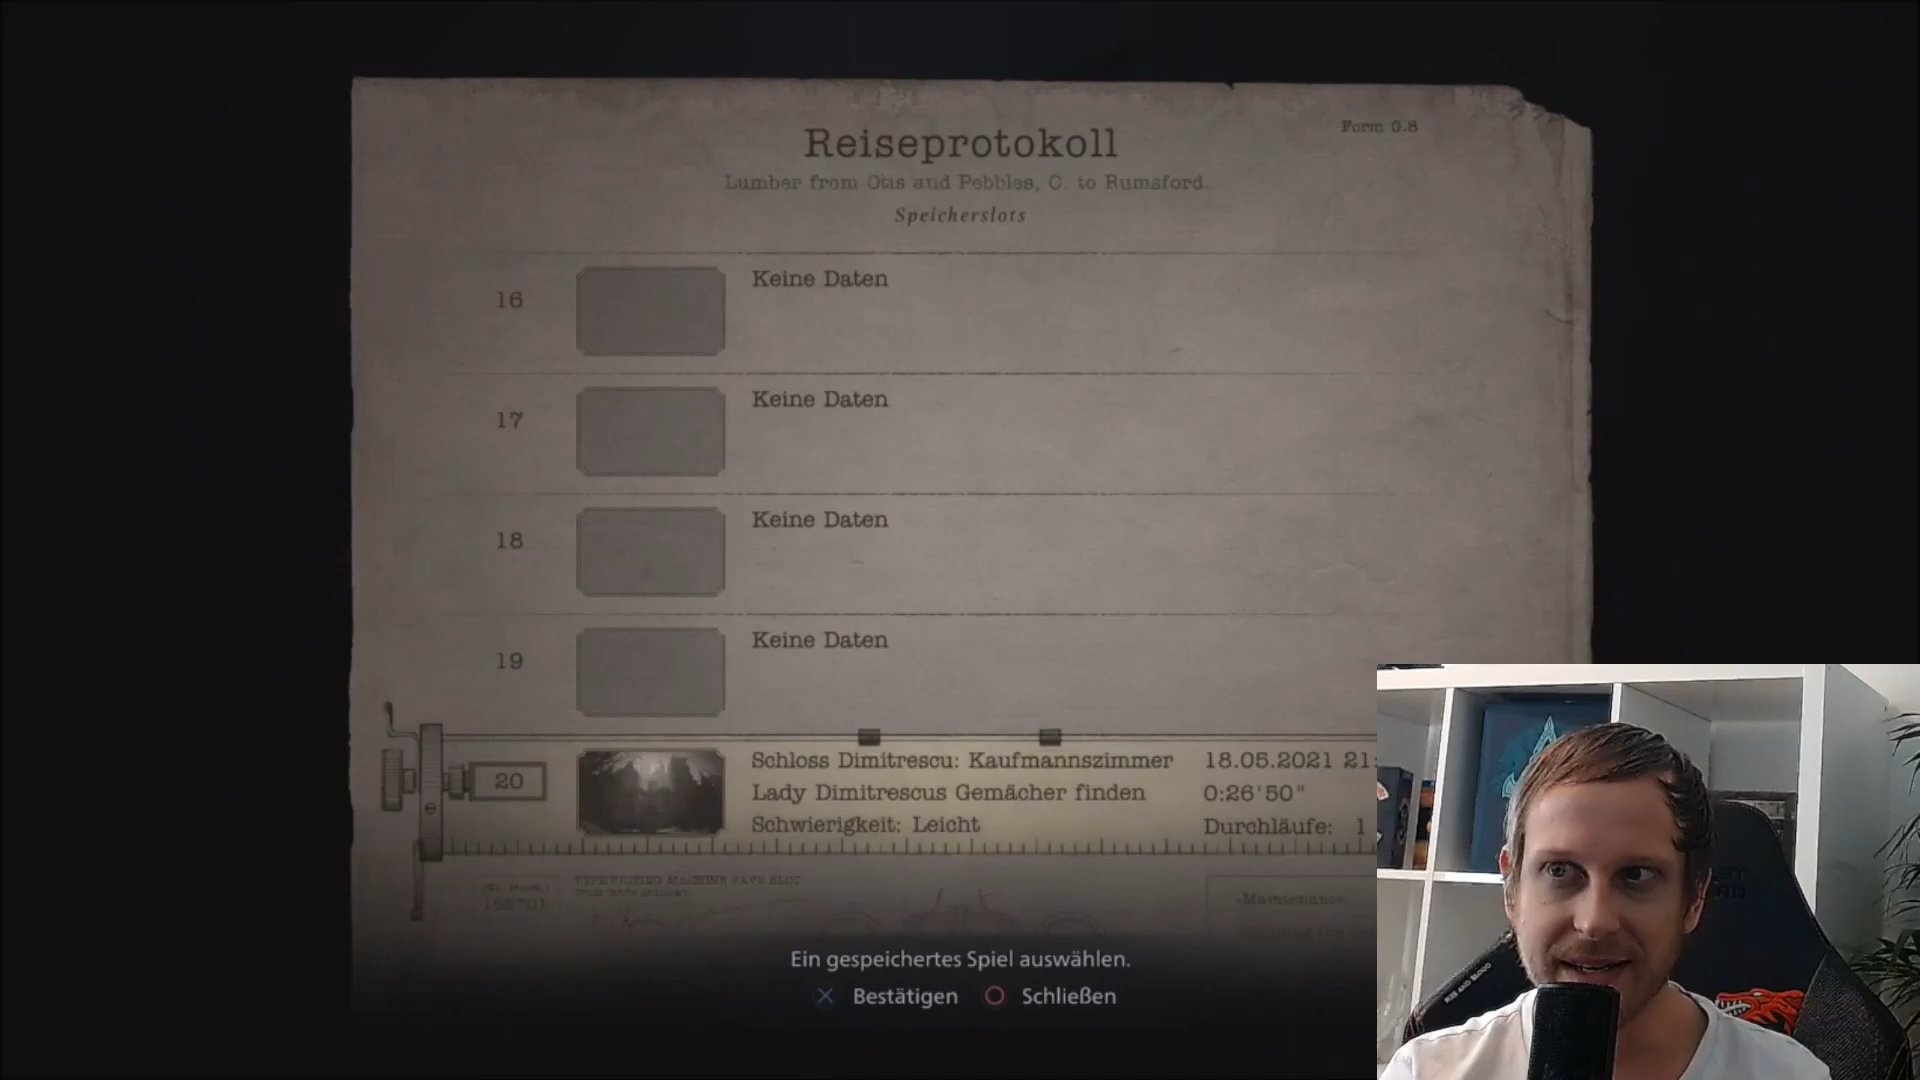 Reiseprotokoll
Form G.8
Lumber from Otis and Pebbles, O. to Rumsford.
Speicherslots
16
Keine Daten
17
Keine Daten
18
Keine Daten
19
Keine Daten
20
Schloss Dimitrescu: Kaufmannszimmer
18.05.2021 21:
Lady Dimitrescus Gemächer finden
0:26'50"
Schwierigkeit: Leicht
Durchläufe: 1
TYPEWRITING MACHINE SAVE SLOT
-Maintenance
Ein gespeichertes Spiel auswählen.
Bestätigen
Schließen